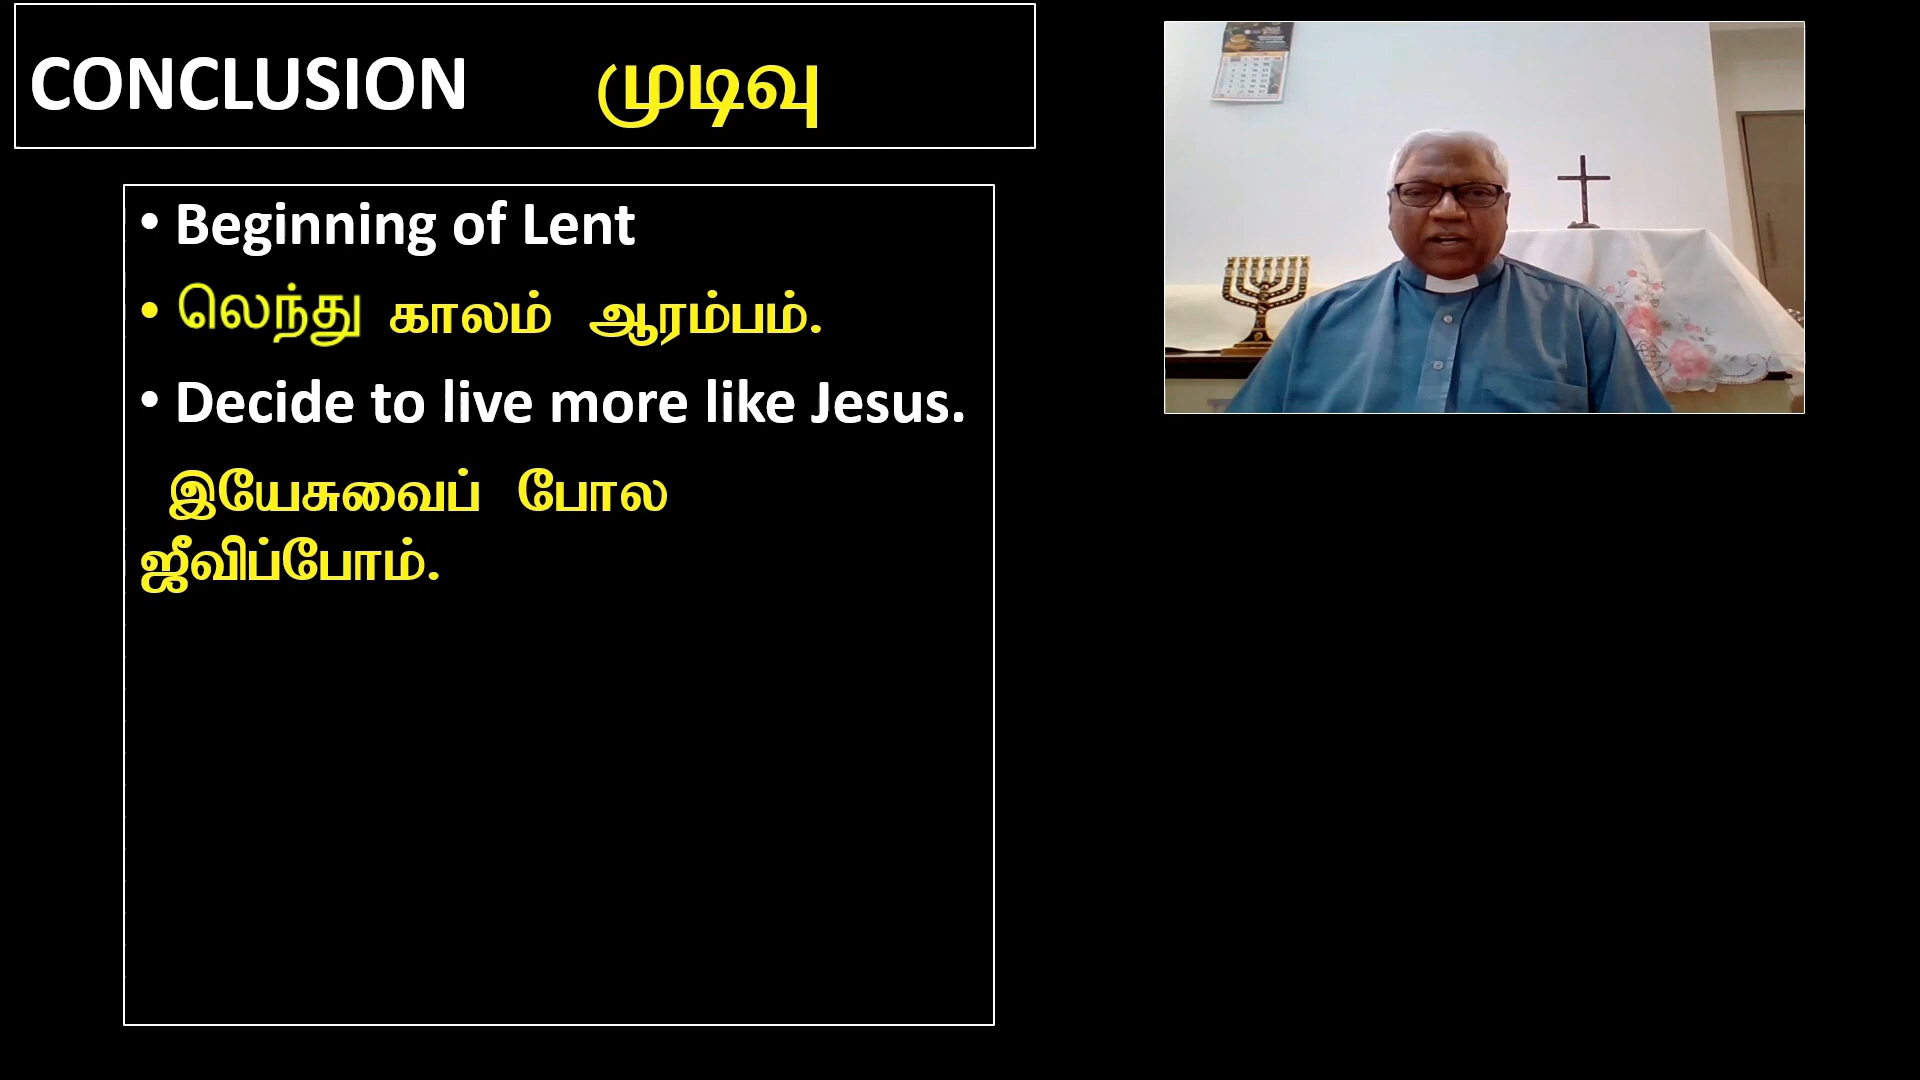 CONCLUSION முடிவு
• Beginning of Lent
• லெந்து காலம் ஆரம்பம்.
• Decide to live more like Jesus.
இயேசுவைப் போல
ஜீவிப்போம்.